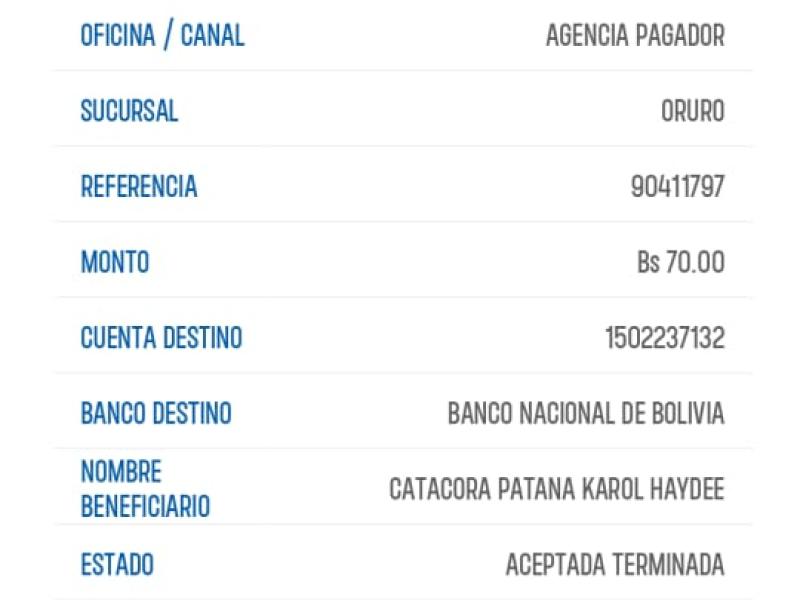 OFICINA / CANAL AGENCIA PAGADOR
SUCURSAL ORURO
REFERENCIA 90411797
MONTO Bs 70.00
CUENTA DESTINO 1502237132
BANCO DESTINO BANCO NACIONAL DE BOLIVIA
NOMBRE
BENEFICIARIO CATACORA PATANA KAROL HAYDEE
ESTADO ACEPTADA TERMINADA